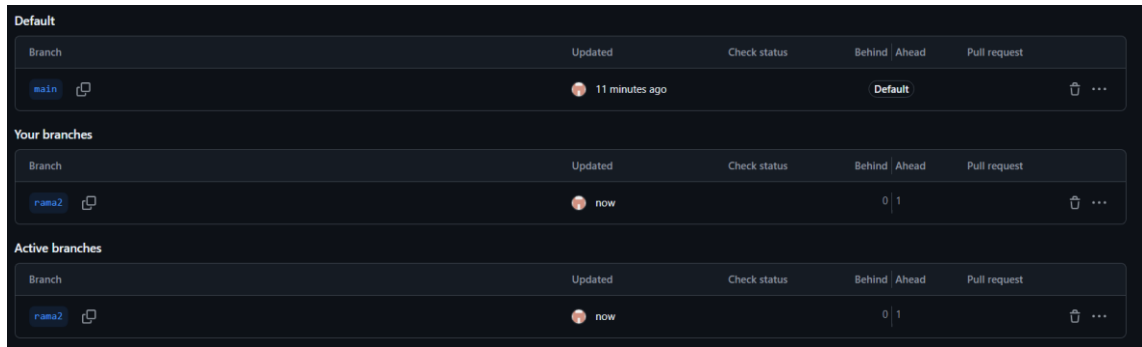 Default
Branch Updated Check status Behind Ahead Pull request
main 11 minutes ago Default
Your branches
Branch Updated Check status Behind Ahead Pull request
rama2 now 0 1
Active branches
Branch Updated Check status Behind Ahead Pull request
rama2 now 0 1